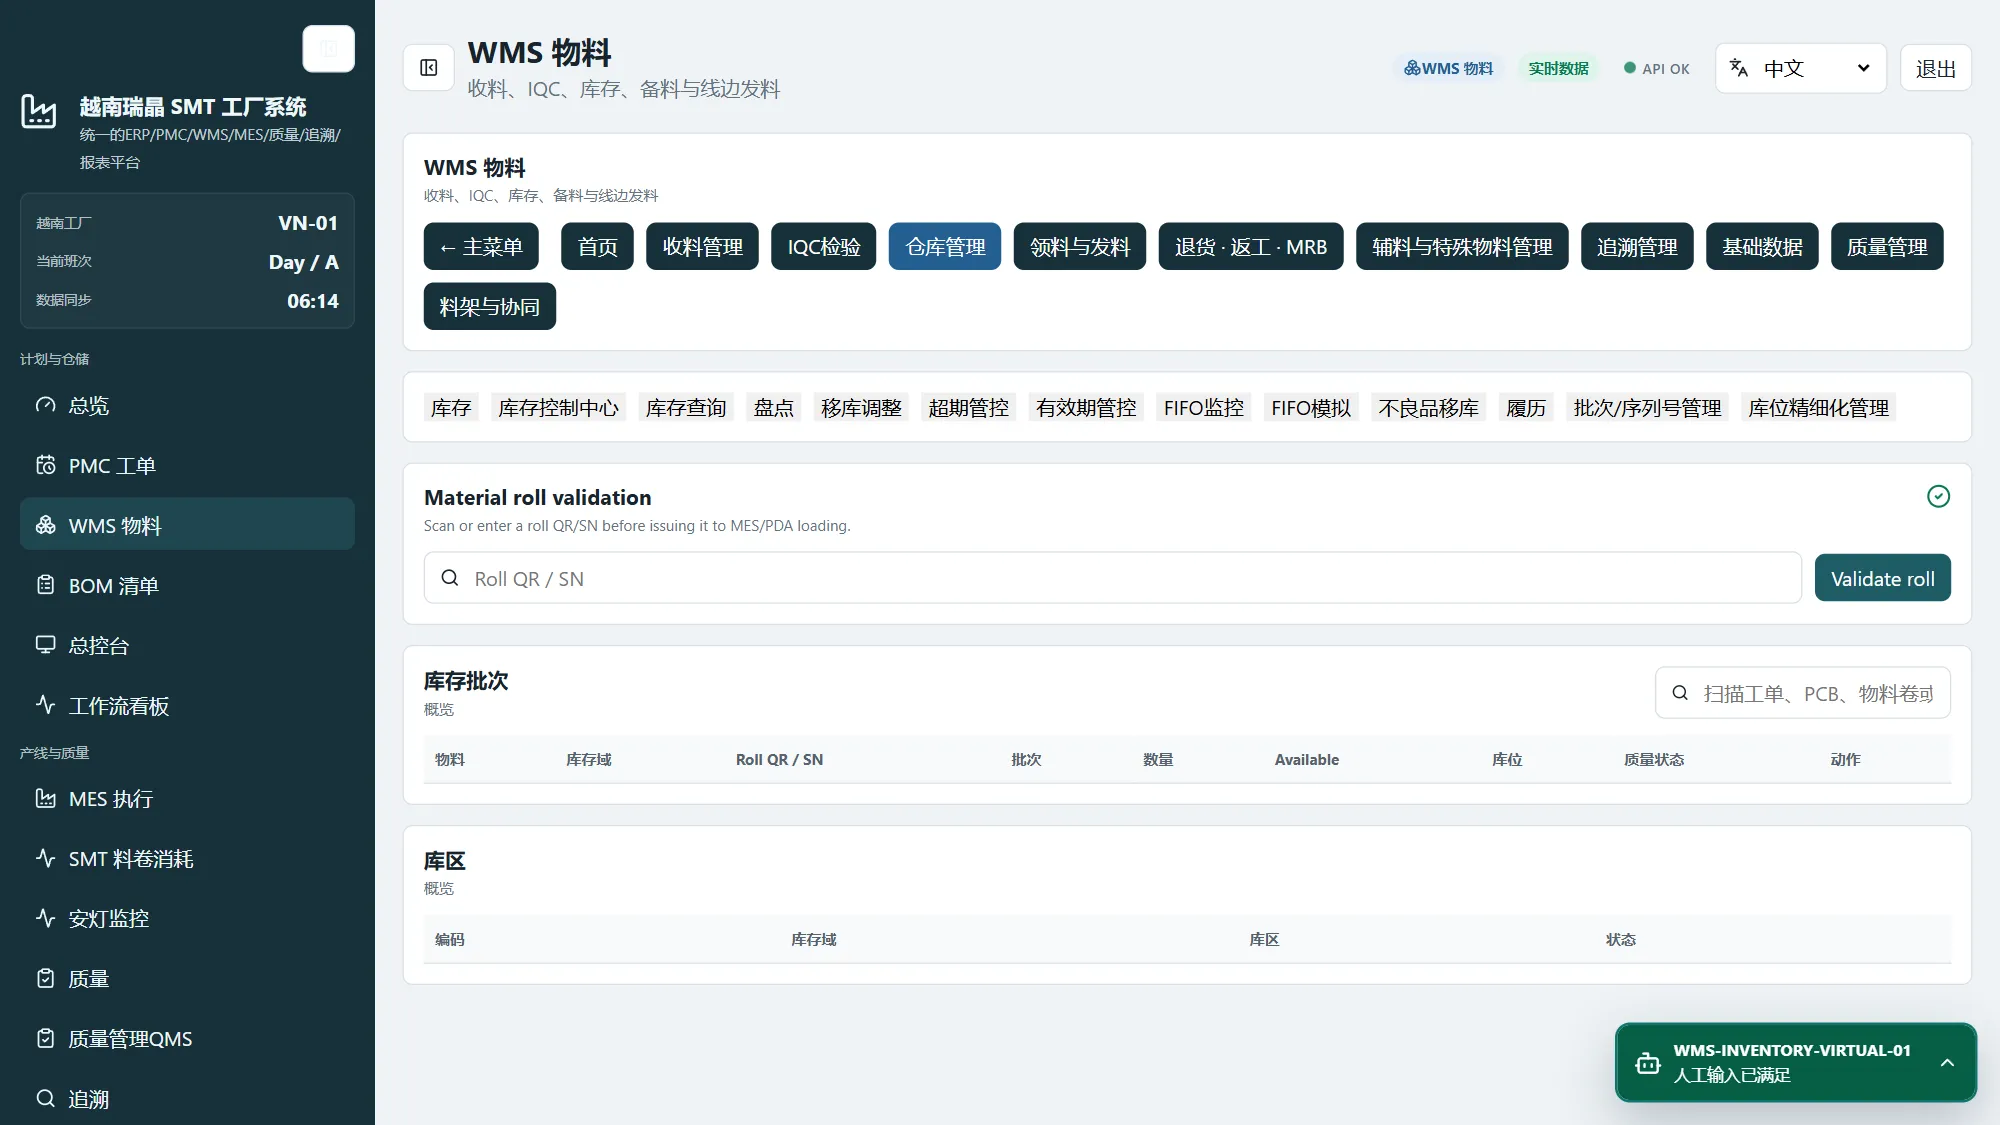 越南瑞晶 SMT 工厂系统
统一的ERP/PMC/WMS/MES/质量/追溯/
报表平台
越南工厂 VN-01
当前班次 Day / A
数据同步 06:14
计划与仓储
总览
PMC 工单
WMS 物料
BOM 清单
总控台
工作流看板
产线与质量
MES 执行
SMT 料卷消耗
安灯监控
质量
质量管理QMS
追溯
WMS 物料
收料、IQC、库存、备料与线边发料
WMS 物料
实时数据
API OK
中文
退出
WMS 物料
收料、IQC、库存、备料与线边发料
← 主菜单 首页 收料管理 IQC检验 仓库管理 领料与发料 退货 · 返工 · MRB 辅料与特殊物料管理 追溯管理 基础数据 质量管理
料架与协同
库存 库存控制中心 库存查询 盘点 移库调整 超期管控 有效期管控 FIFO监控 FIFO模拟 不良品移库 履历 批次/序列号管理 库位精细化管理
Material roll validation
Scan or enter a roll QR/SN before issuing it to MES/PDA loading.
Roll QR / SN
Validate roll
库存批次
概览
扫描工单、PCB、物料卷或
物料 库存域 Roll QR / SN 批次 数量 Available 库位 质量状态 动作
库区
概览
编码 库存域 库区 状态
WMS-INVENTORY-VIRTUAL-01
人工输入已满足